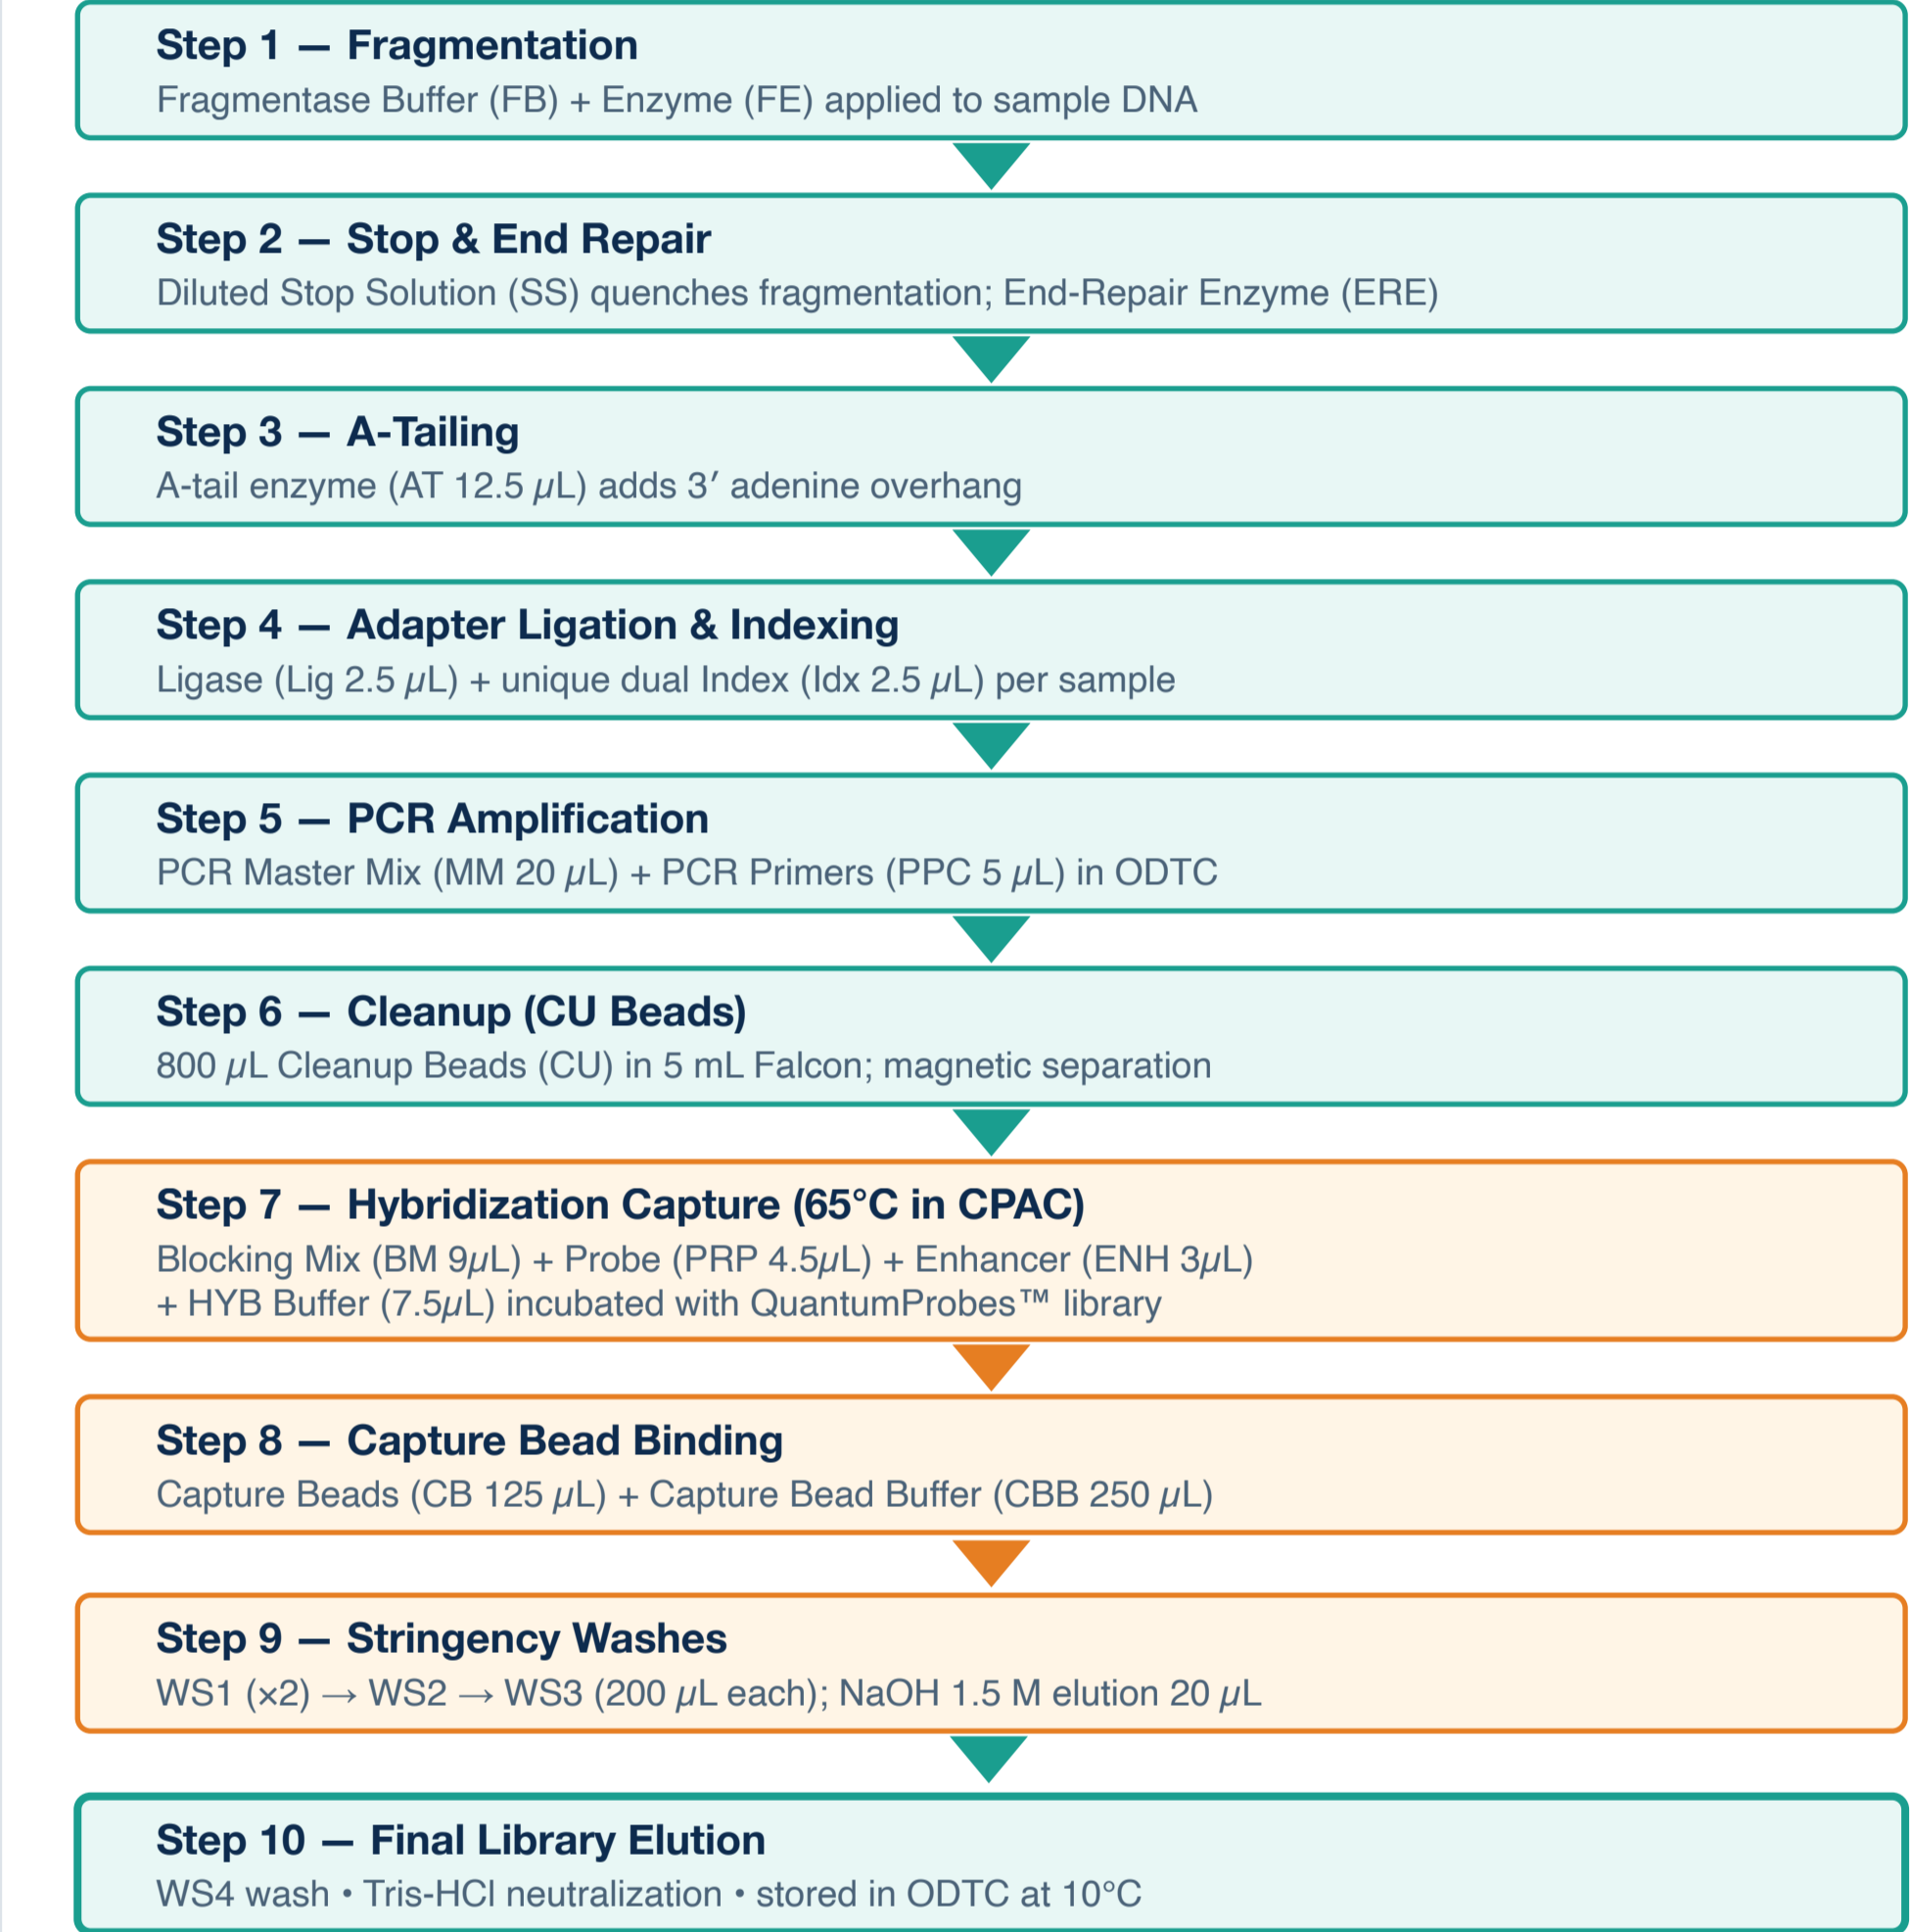 Step 1 — Fragmentation
Fragmentase Buffer (FB) + Enzyme (FE) applied to sample DNA
Step 2 — Stop & End Repair
Diluted Stop Solution (SS) quenches fragmentation; End-Repair Enzyme (ERE)
Step 3 — A-Tailing
A-tail enzyme (AT 12.5 μL) adds 3′ adenine overhang
Step 4 — Adapter Ligation & Indexing
Ligase (Lig 2.5 μL) + unique dual Index (Idx 2.5 μL) per sample
Step 5 — PCR Amplification
PCR Master Mix (MM 20 μL) + PCR Primers (PPC 5 μL) in ODTC
Step 6 — Cleanup (CU Beads)
800 μL Cleanup Beads (CU) in 5 mL Falcon; magnetic separation
Step 7 — Hybridization Capture (65°C in CPAC)
Blocking Mix (BM 9μL) + Probe (PRP 4.5μL) + Enhancer (ENH 3μL)
+ HYB Buffer (7.5μL) incubated with QuantumProbes™ library
Step 8 — Capture Bead Binding
Capture Beads (CB 125 μL) + Capture Bead Buffer (CBB 250 μL)
Step 9 — Stringency Washes
WS1 (×2) → WS2 → WS3 (200 μL each); NaOH 1.5 M elution 20 μL
Step 10 — Final Library Elution
WS4 wash • Tris-HCl neutralization • stored in ODTC at 10°C